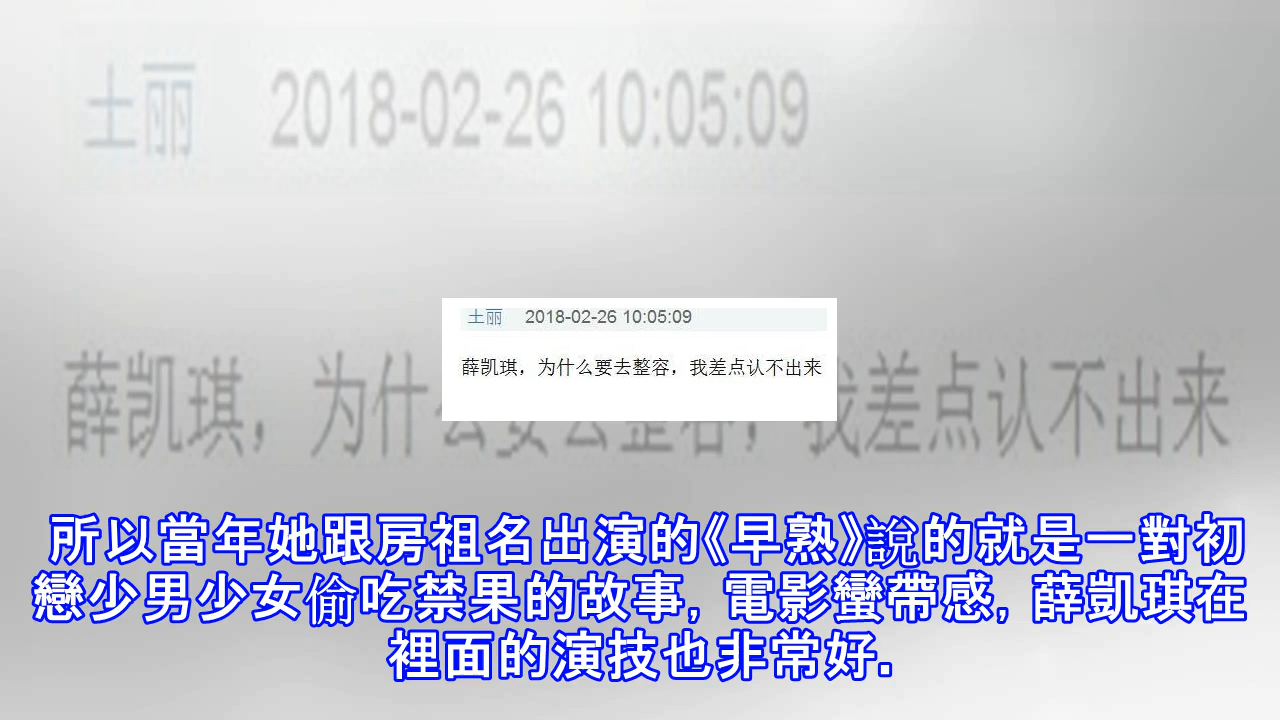 土丽 2018-02-26 10:05:09
土丽 2018-02-26 10:05:09
薛凯琪，为什么要去整容，我差点认不出来
薛凯琪，为什么要去整容，我差点认不出来
所以當年她跟房祖名出演的《早熟》說的就是一對初
戀少男少女偷吃禁果的故事, 電影蠻帶感, 薛凱琪在
裡面的演技也非常好.